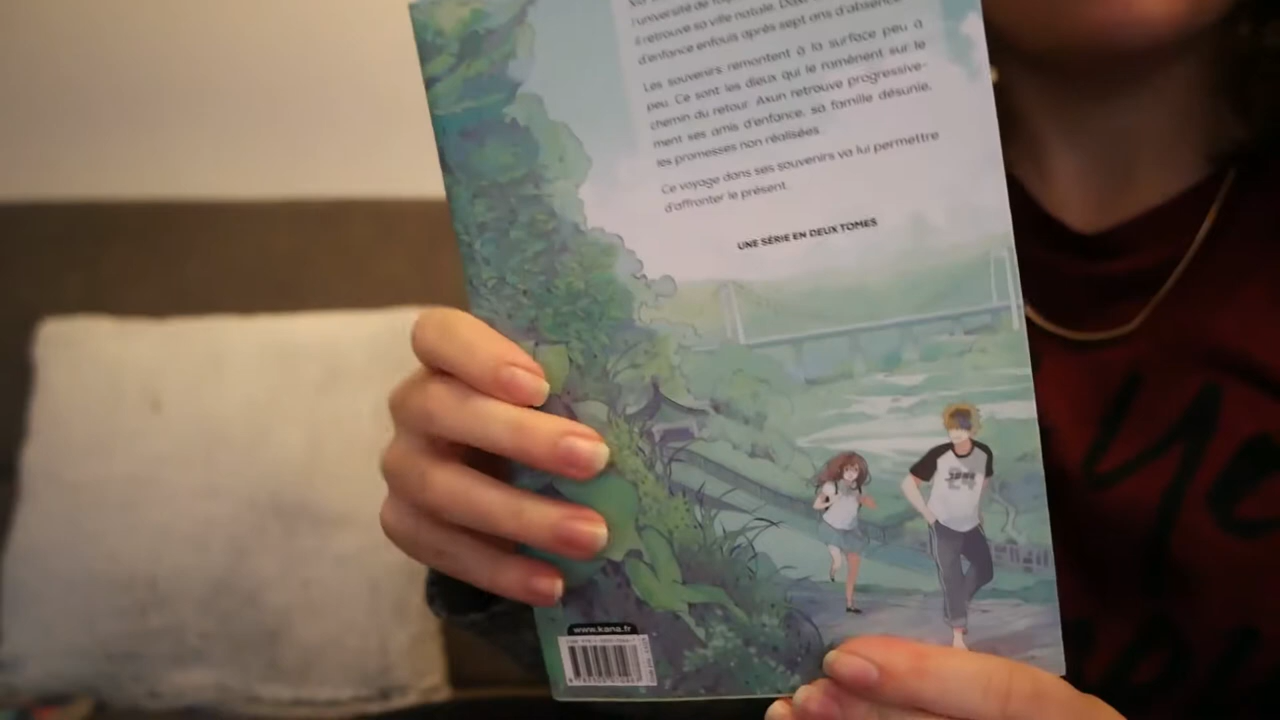 l'université de
il retrouve sa ville natale.
d'enfance enfouis après sept ans d'absence
Les souvenirs remontent à la surface peu à
peu. Ce sont les dieux qui le ramènent sur le
chemin du retour. Axun retrouve progressive-
ment ses amis d'enfance, sa famille désunie,
les promesses non réalisées.
Ce voyage dans ses souvenirs va lui permettre
d'affronter le présent.
UNE SÉRIE EN DEUX TOMES
www.kana.fr